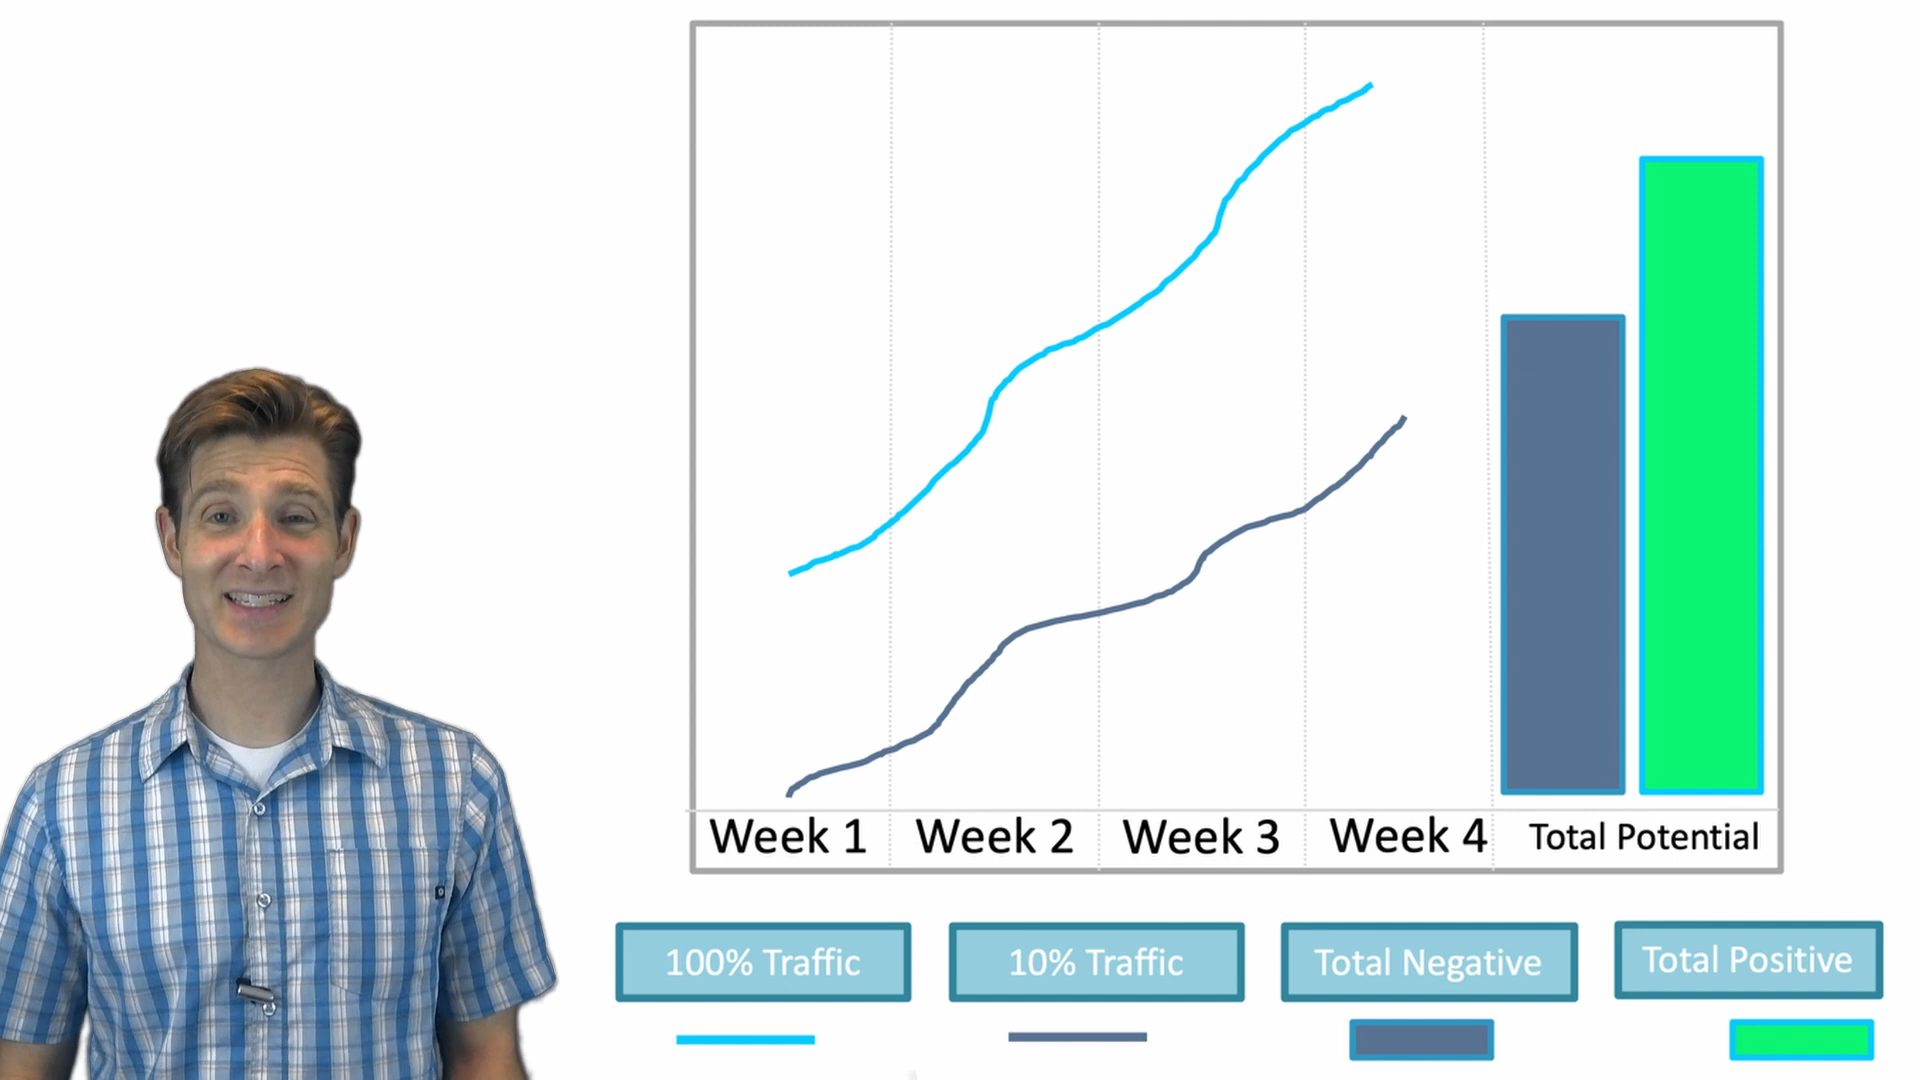 Week 1
Week 2
Week 3
Week 4
Total Potential
100% Traffic
10% Traffic
Total Negative
Total Positive